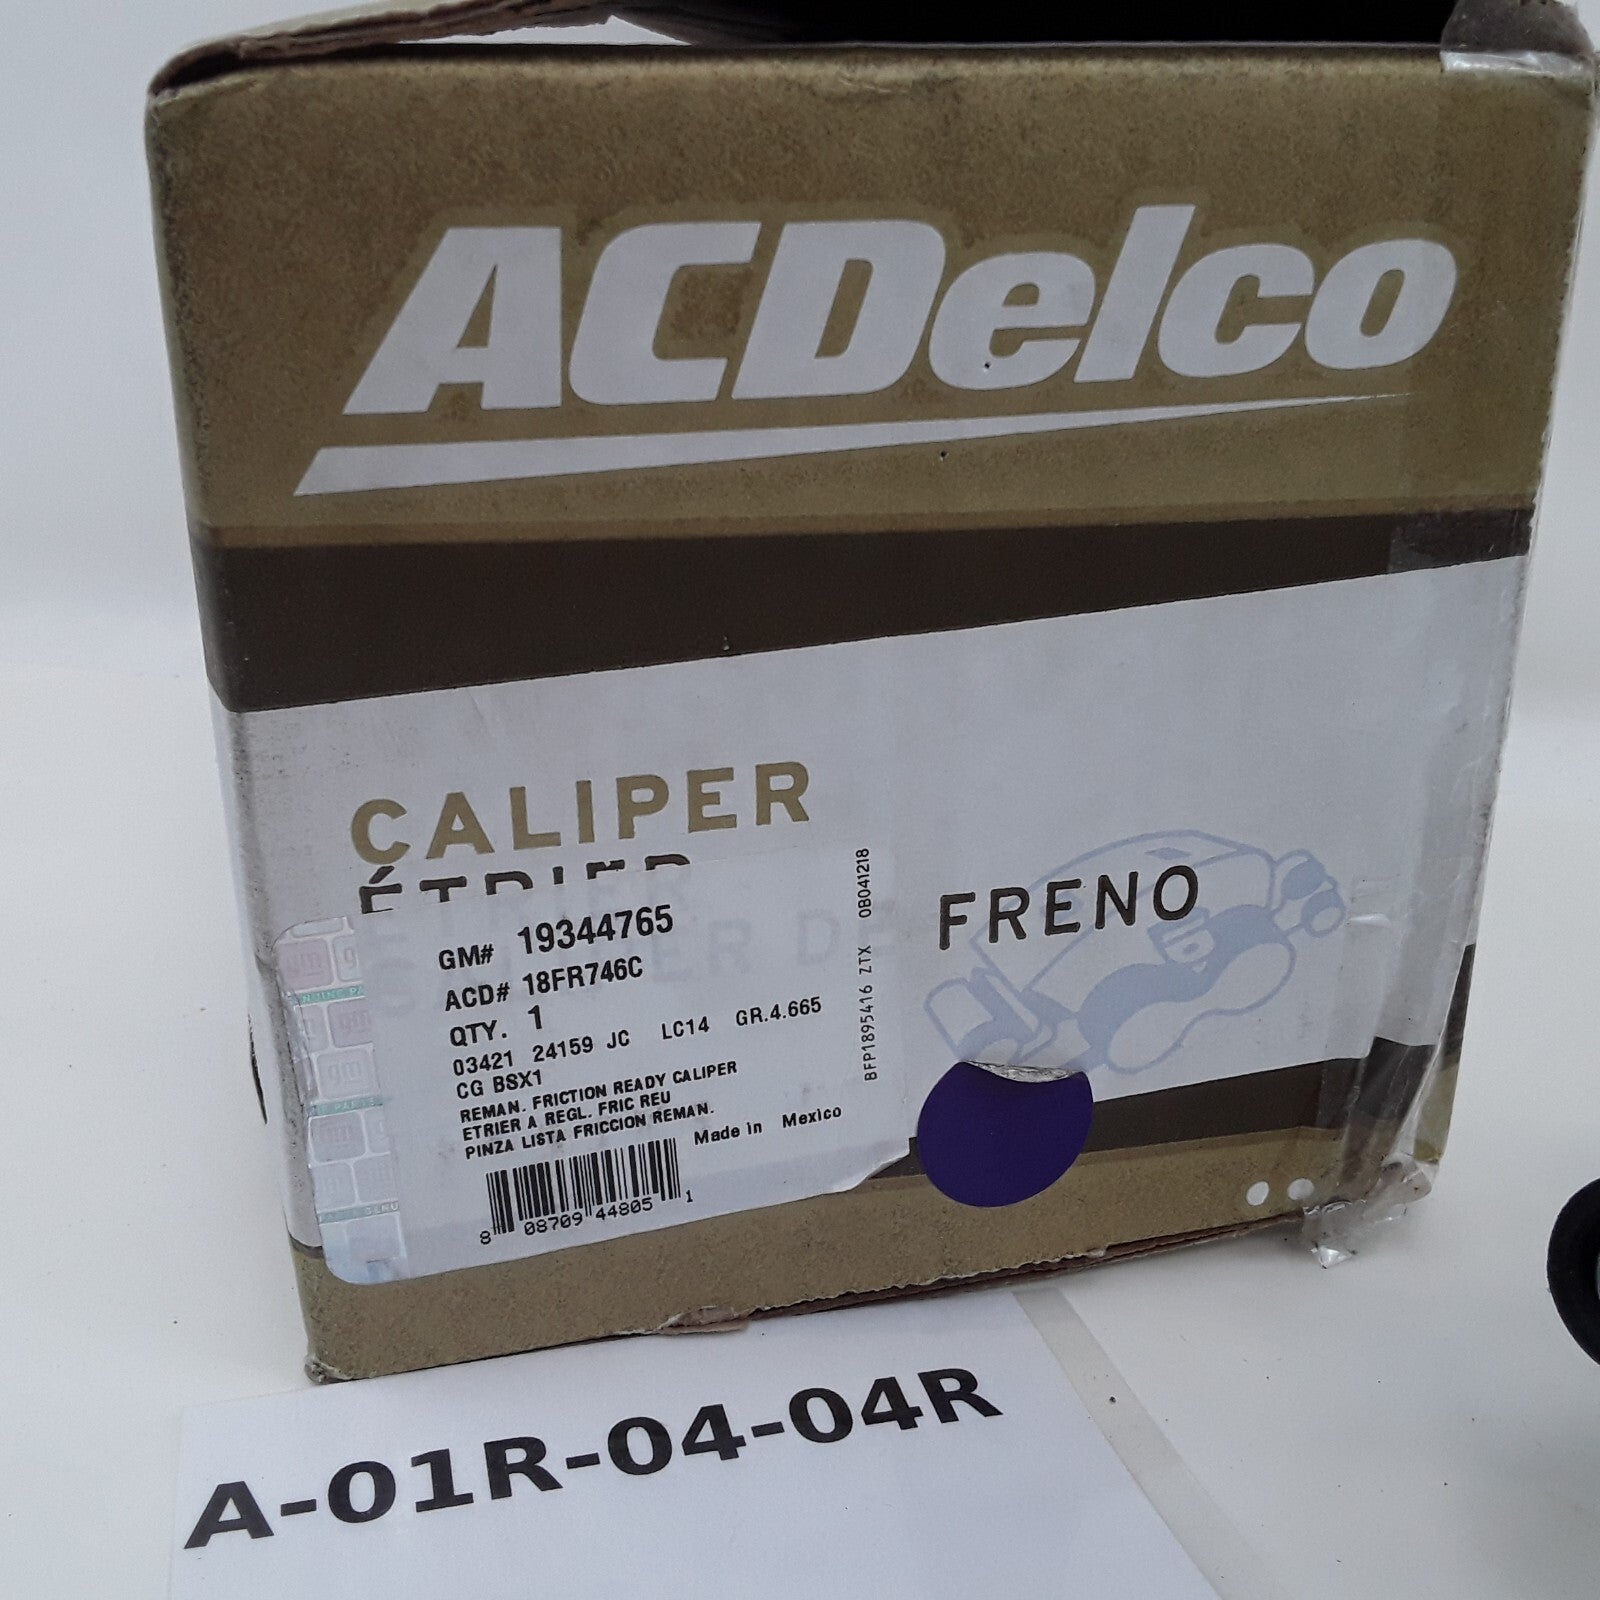 ACDelco
CALIPER
ÉTRIER
FRENO
GM# 19344765
ACD# 18FR746C
QTY. 1
03421 24159 JC LC14 GR.4.665
CG BSX1
REMAN. FRICTION READY CALIPER
ETRIER A REGL. FRIC REU
PINZA LISTA FRICCION REMAN.
Made in Mexico
8 08709 44805 1
BFP1895416 ZTX 0B041218
A-01R-04-04R